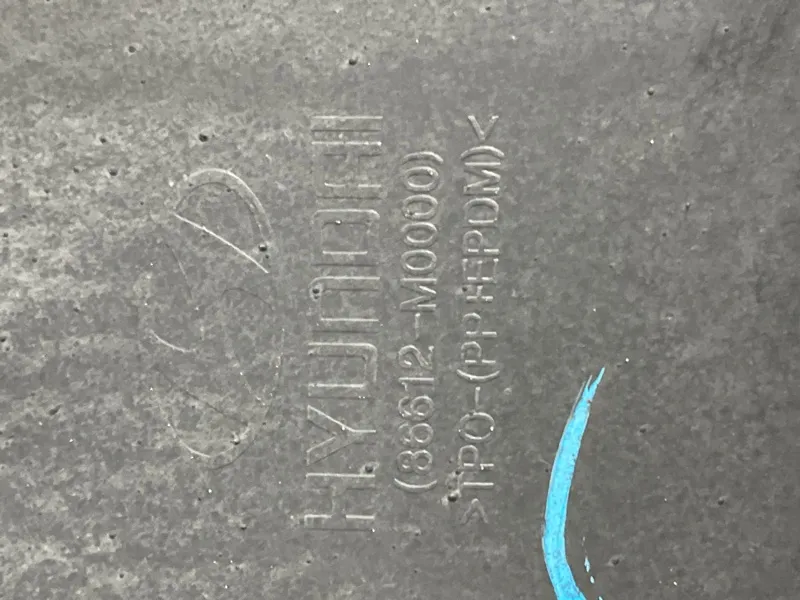 HYUNDAI
(86612-M0000)
>TPO-(PP+EPDM)<